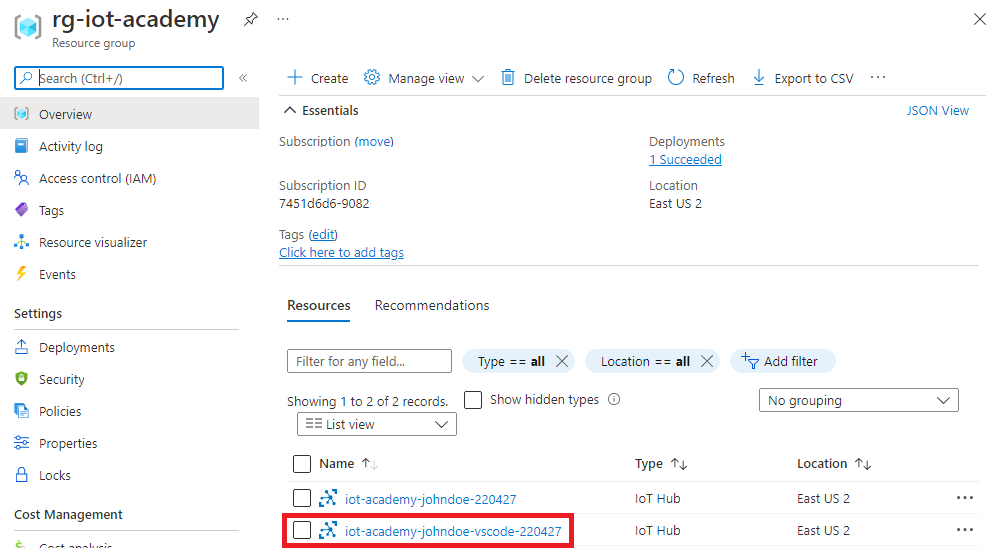 rg-iot-academy
...
Resource group
Search (Ctrl+/)
«
Overview
Activity log
Access control (IAM)
Tags
Resource visualizer
Events
Settings
Deployments
Security
Policies
Properties
Locks
Cost Management
Cost analysis
Create
Manage view
Delete resource group
Refresh
Export to CSV
...
Essentials
JSON View
Subscription (move)
Deployments
1 Succeeded
Subscription ID
7451d6d6-9082
Location
East US 2
Tags (edit)
Click here to add tags
Resources
Recommendations
Filter for any field...
Type == all
Location == all
Add filter
Showing 1 to 2 of 2 records.
Show hidden types
No grouping
List view
Name ↑↓ Type ↑↓ Location ↑↓
iot-academy-johndoe-220427 IoT Hub East US 2 ...
iot-academy-johndoe-vscode-220427 IoT Hub East US 2 ...